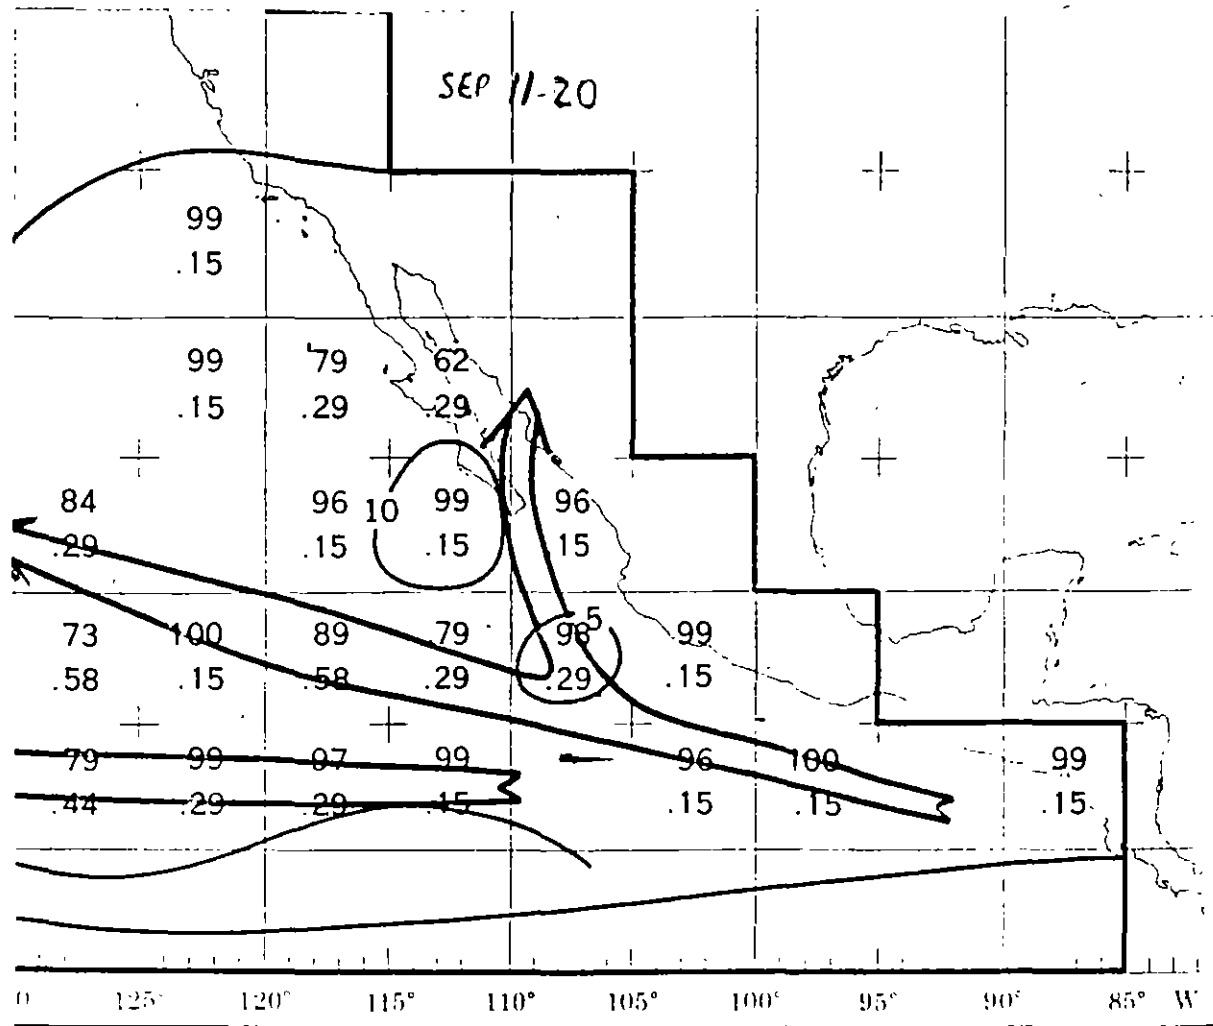 SEP 11-20
99
.15
99 79 62
.15 .29 .29
84 96 10 99 96
.29 .15 .15 15
5
73 100 89 .79 98 99
.58 .15 .58 .29 .29 .15
79 99 97 99 96 100 99
.44 .29 .29 .15 .15 .15 .15
125° 120° 115° 110° 105° 100° 95° 90° 85° W